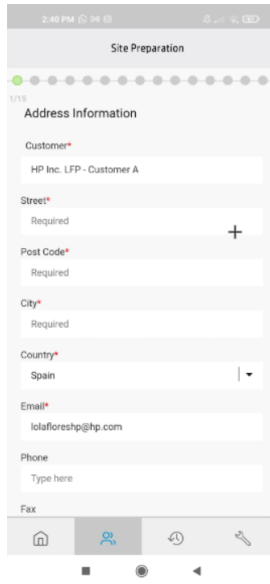 2:40 PM
Site Preparation
1/15
Address Information
Customer*
HP Inc. LFP - Customer A
Street*
Required
Post Code*
Required
City*
Required
Country*
Spain
Email*
lolafloreshp@hp.com
Phone
Type here
Fax